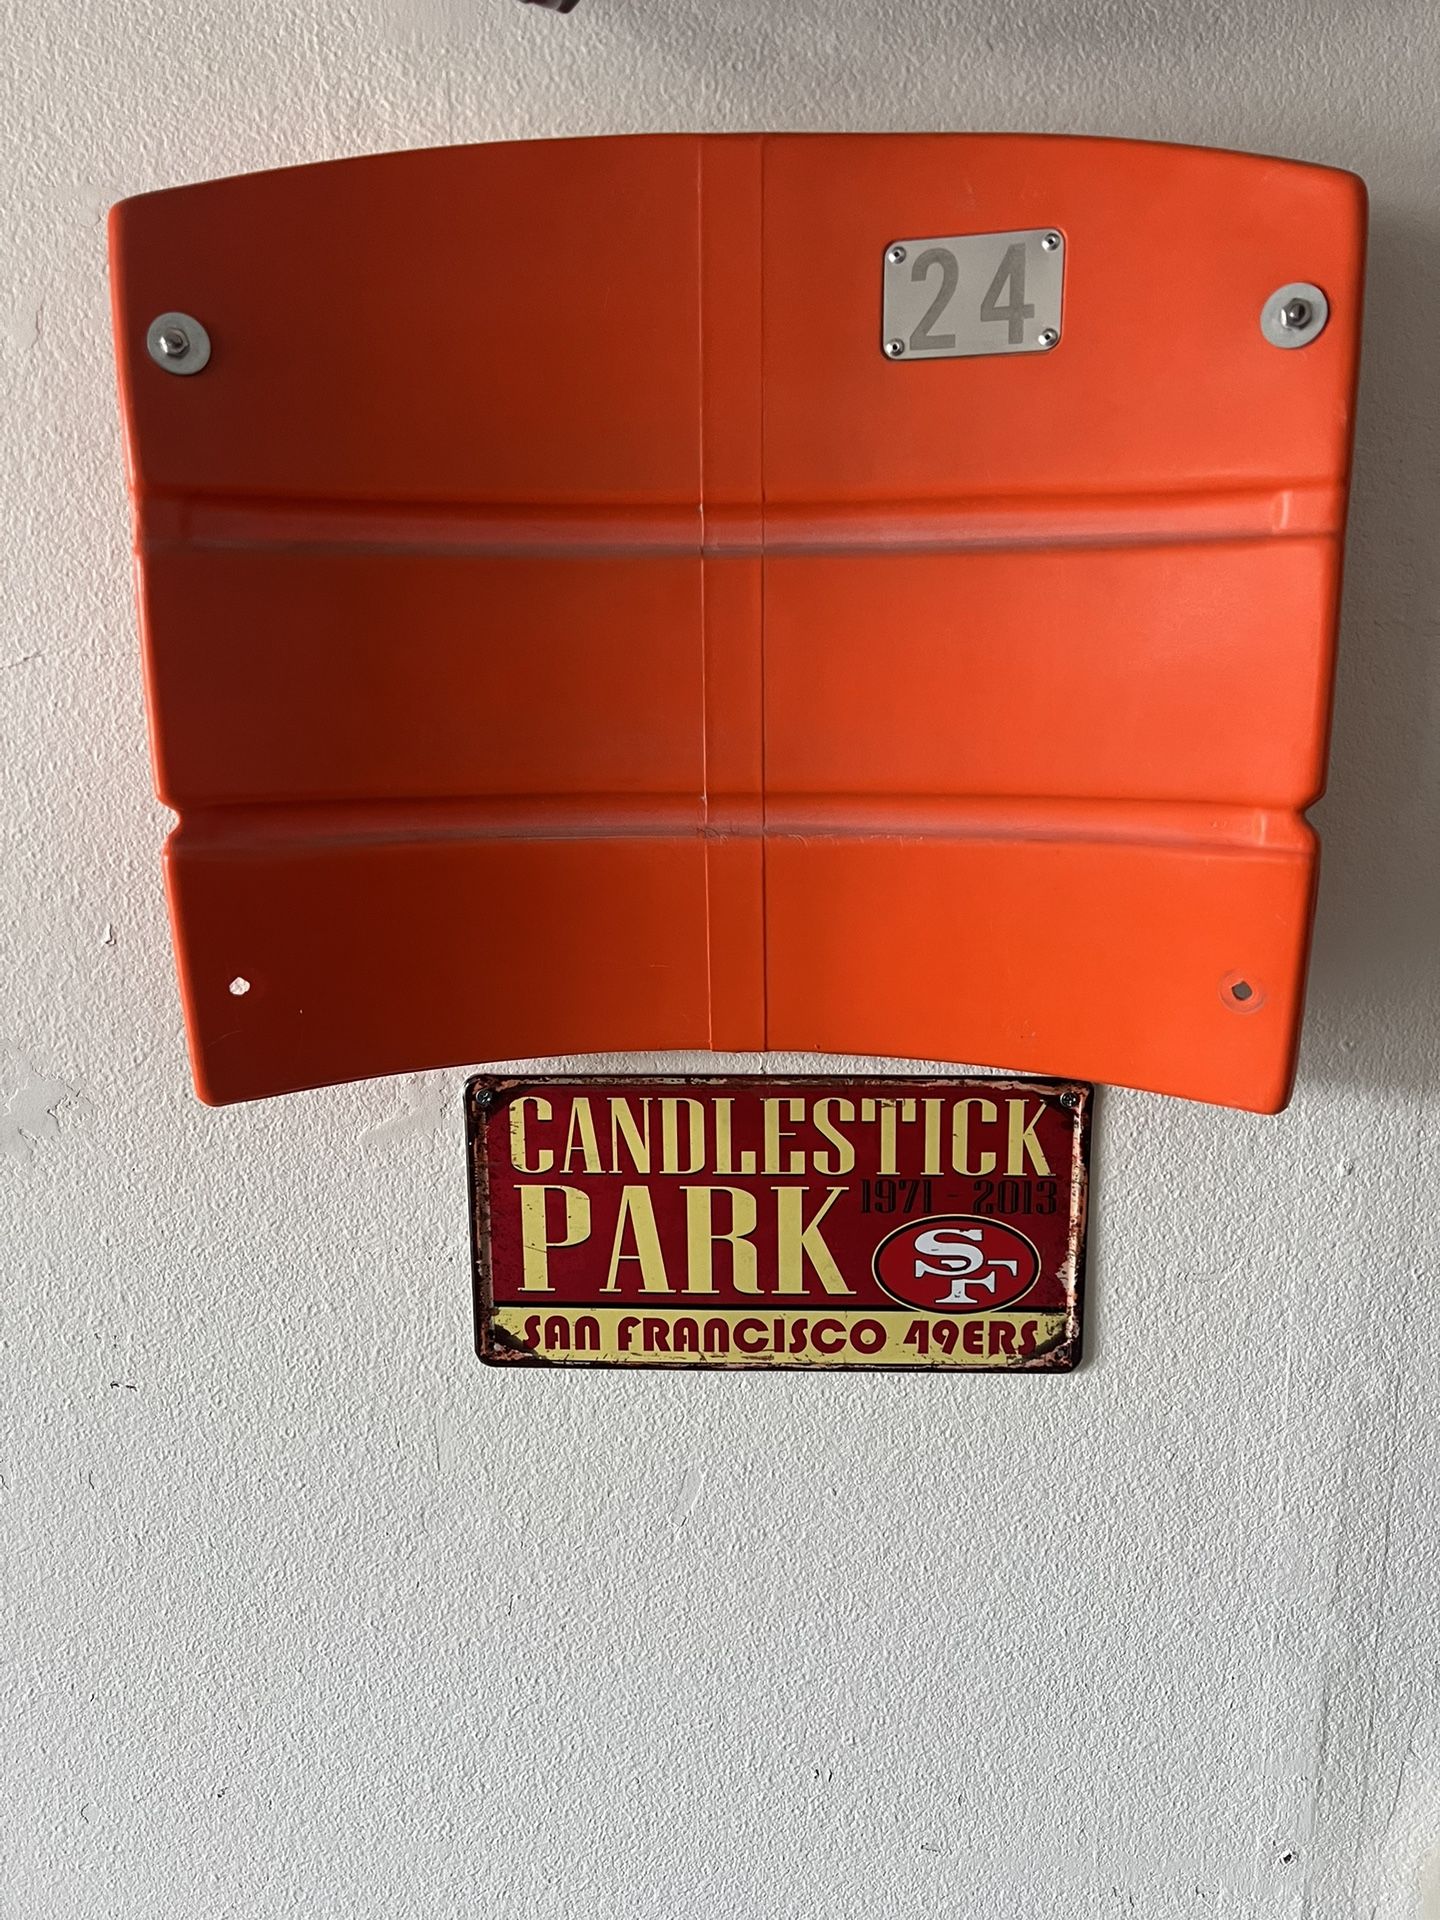 24
CANDLESTICK
PARK 1971 - 2013
SF
SAN FRANCISCO 49ERS